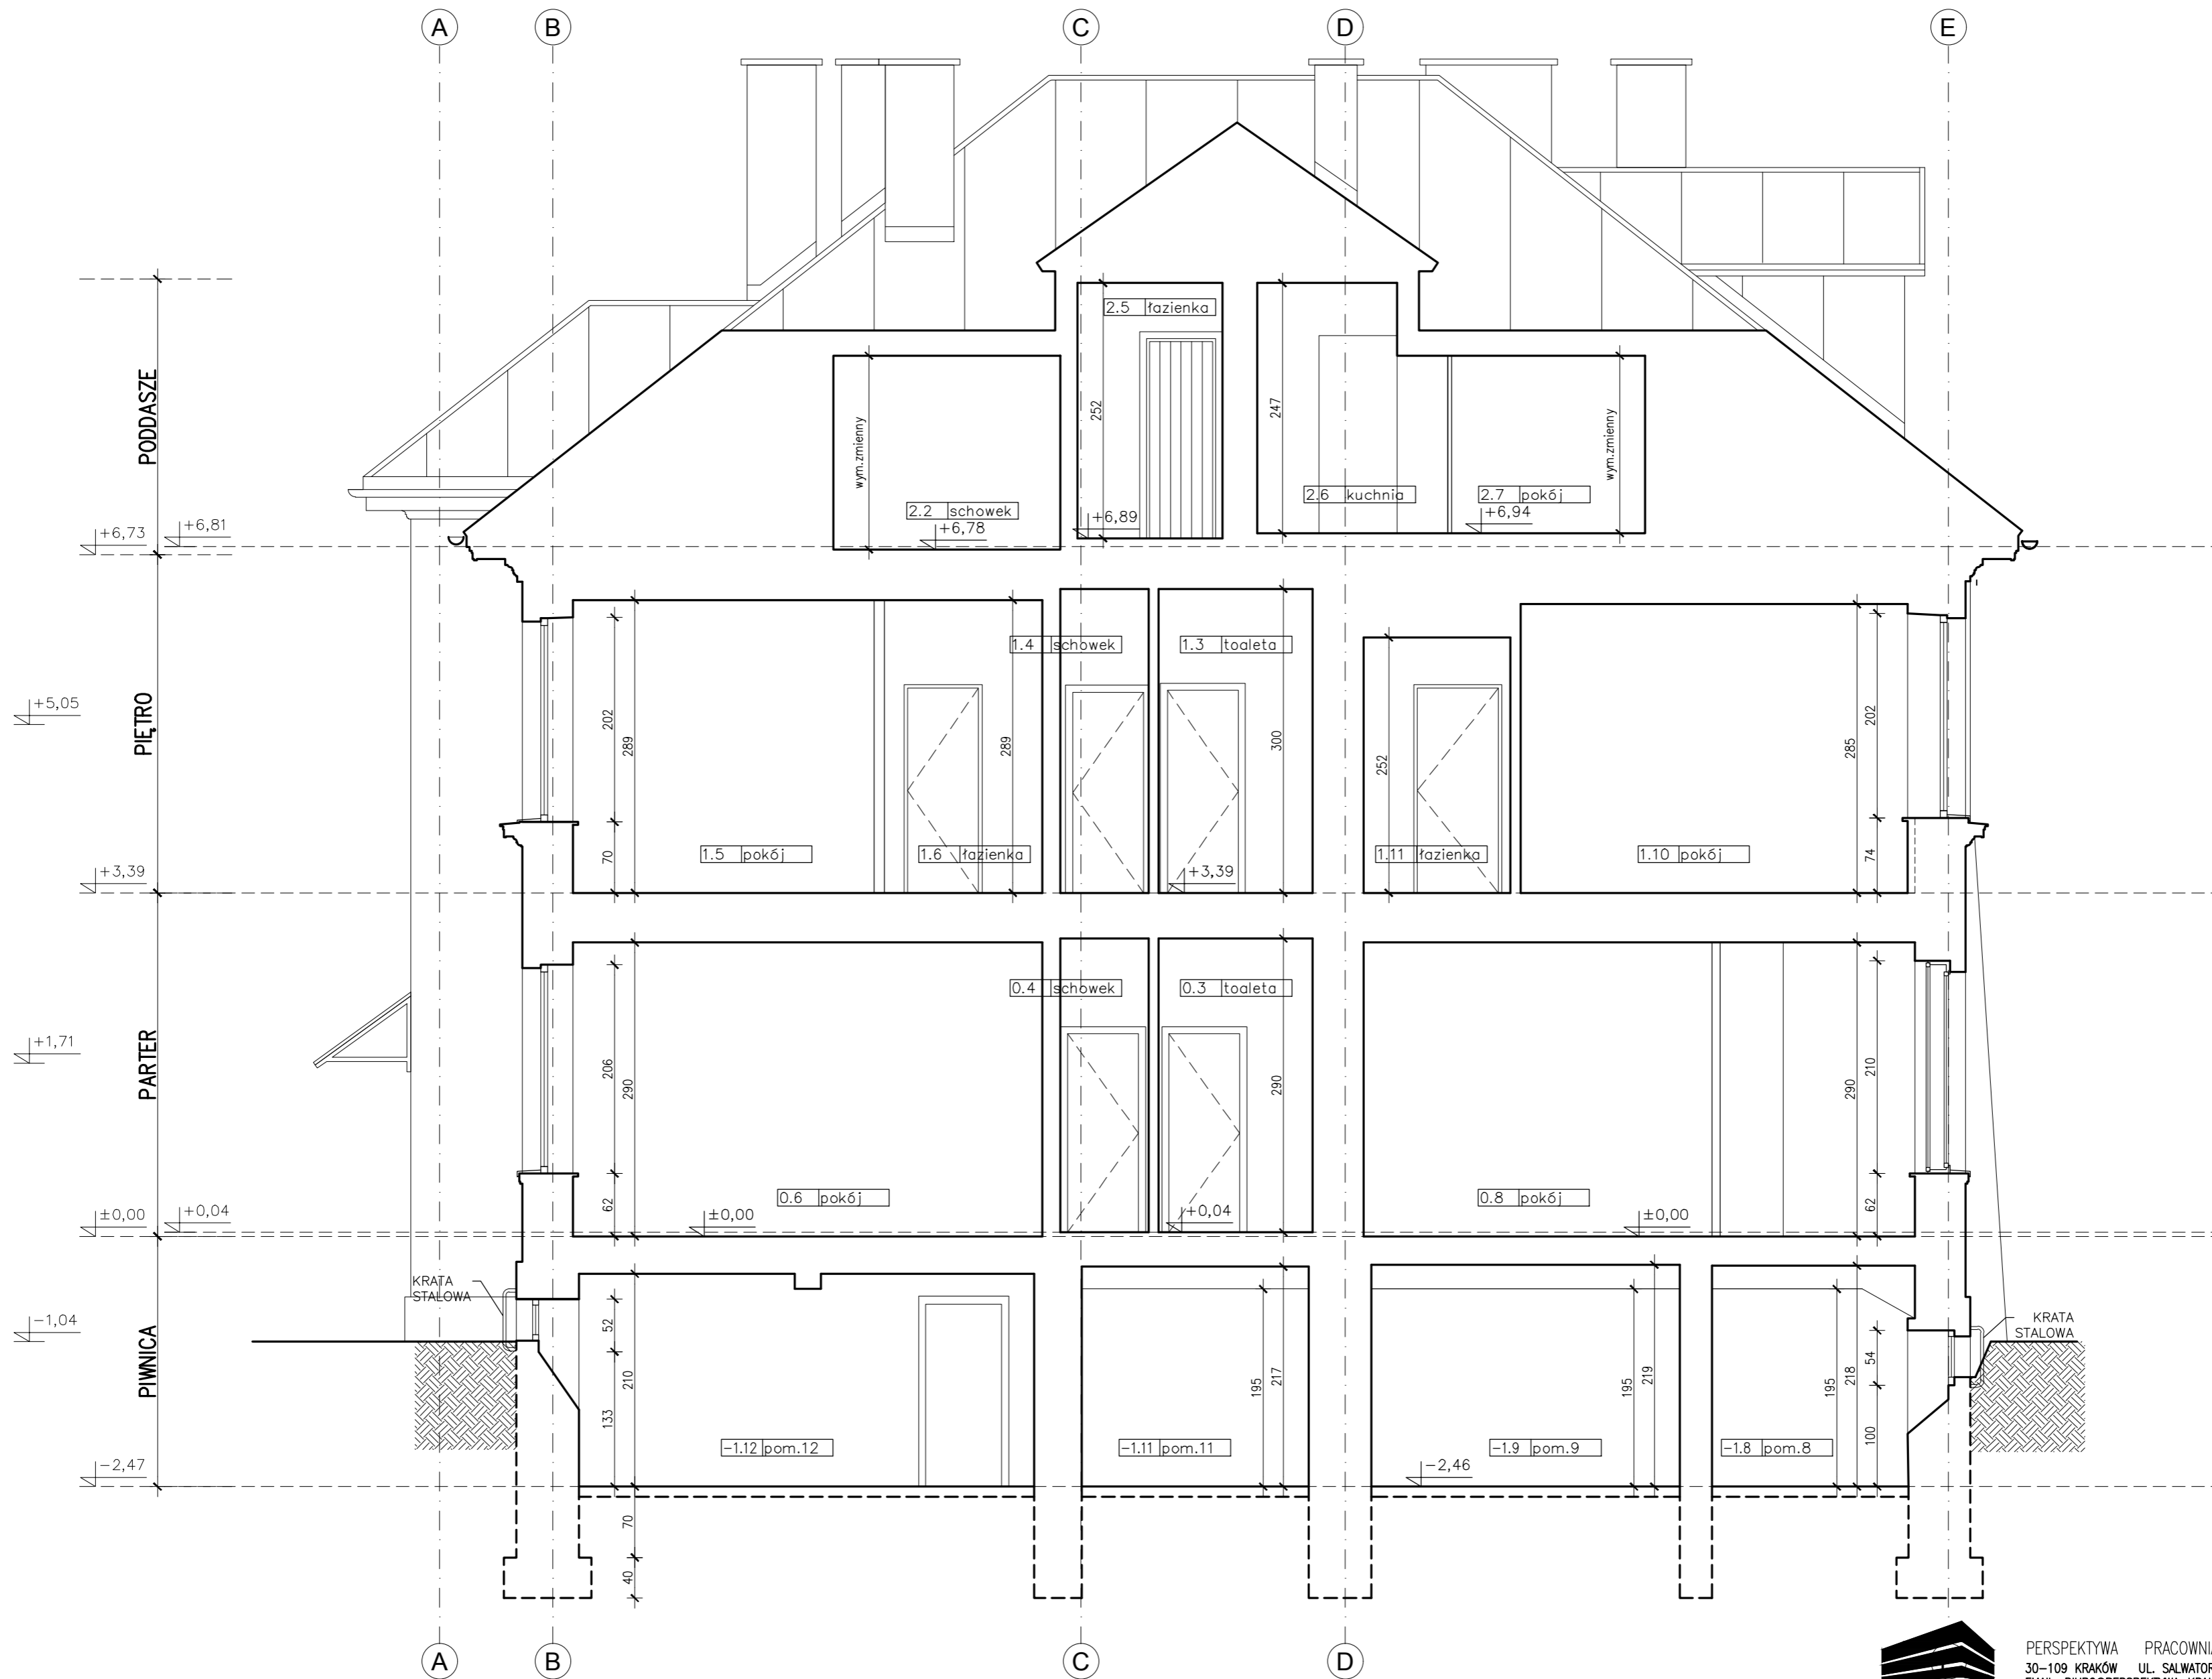 A B C D E
2.5 łazienka
PODDASZE
wym.zmienny
252
247
wym.zmienny
2.6 kuchnia
2.7 pokój
2.2 schowek
+6,94
+6,89
+6,78
+6,73
+6,81
1.4 schowek
1.3 toaleta
+5,05
PIĘTRO
202
289
289
300
252
285
202
70
1.5 pokój
1.6 łazienka
1.11 łazienka
1.10 pokój
74
+3,39
+3,39
0.4 schowek
0.3 toaleta
+1,71
PARTER
206
290
290
290
210
62
0.6 pokój
0.8 pokój
62
±0,00
+0,04
±0,00
+0,04
±0,00
KRATA
STALOWA
KRATA
STALOWA
-1,04
PIWNICA
52
210
133
195
217
195
219
195
218
54
100
-1.12 pom.12
-1.11 pom.11
-1.9 pom.9
-1.8 pom.8
-2,47
-2,46
70
40
A B C D
PERSPEKTYWA
30-109 KRAKÓW